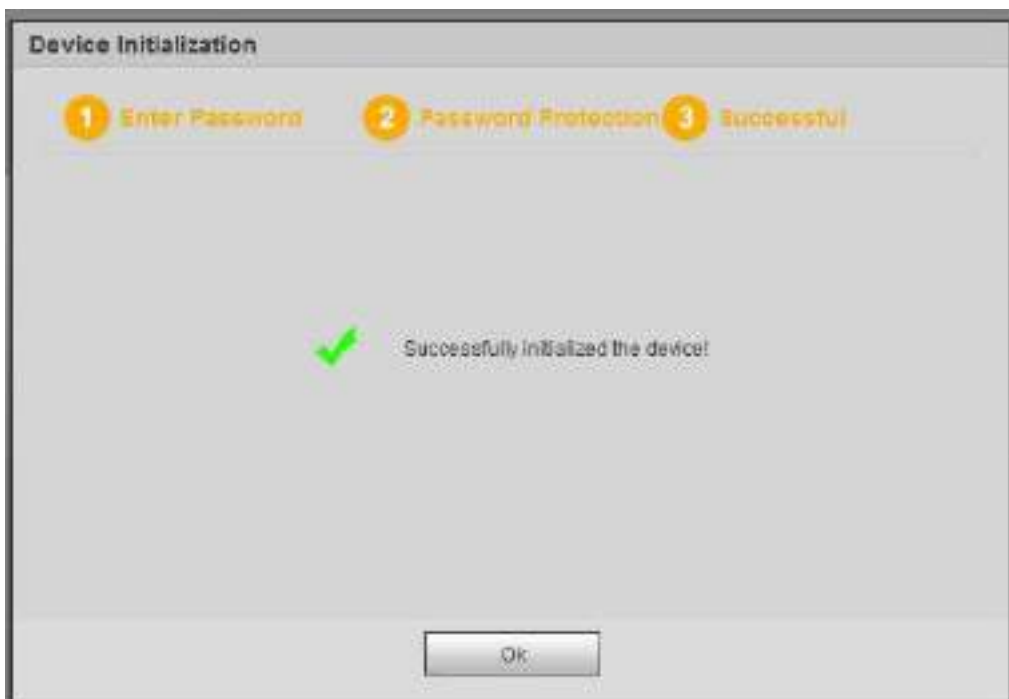 Device Initialization
1 Enter Password 2 Password Protection 3 Successful
Successfully initialized the device!
Ok